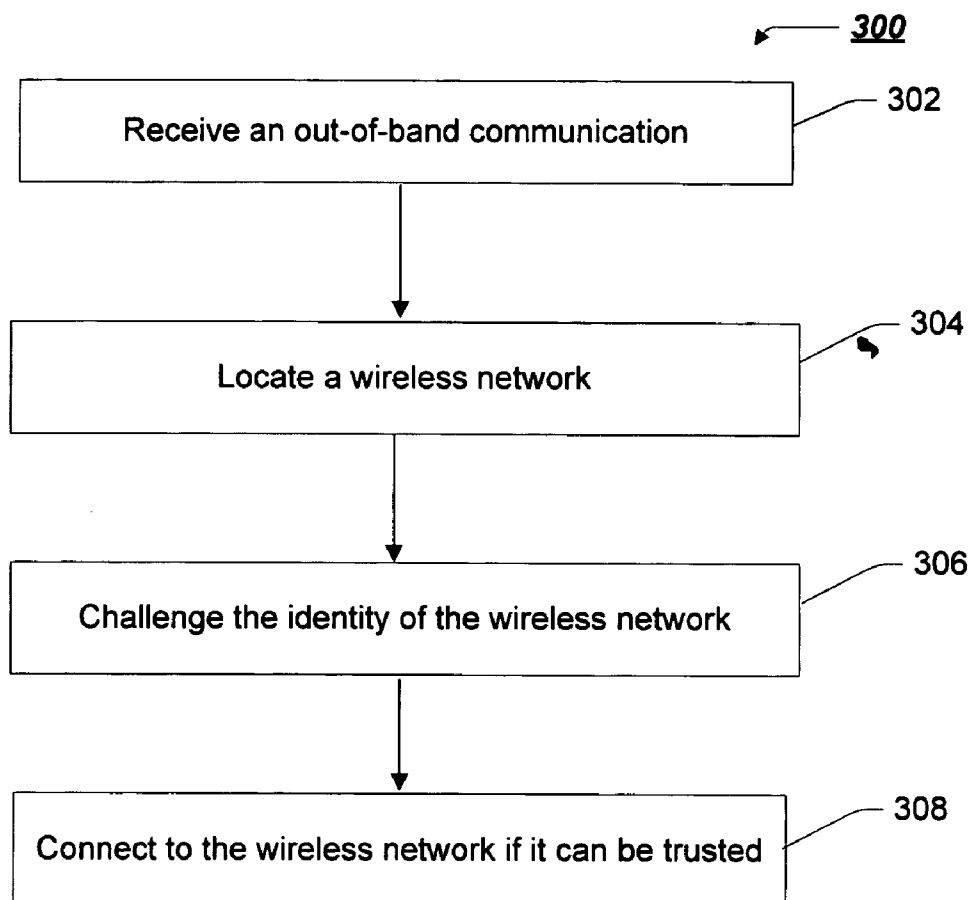 300
302
Receive an out-of-band communication
304
Locate a wireless network
306
Challenge the identity of the wireless network
308
Connect to the wireless network if it can be trusted